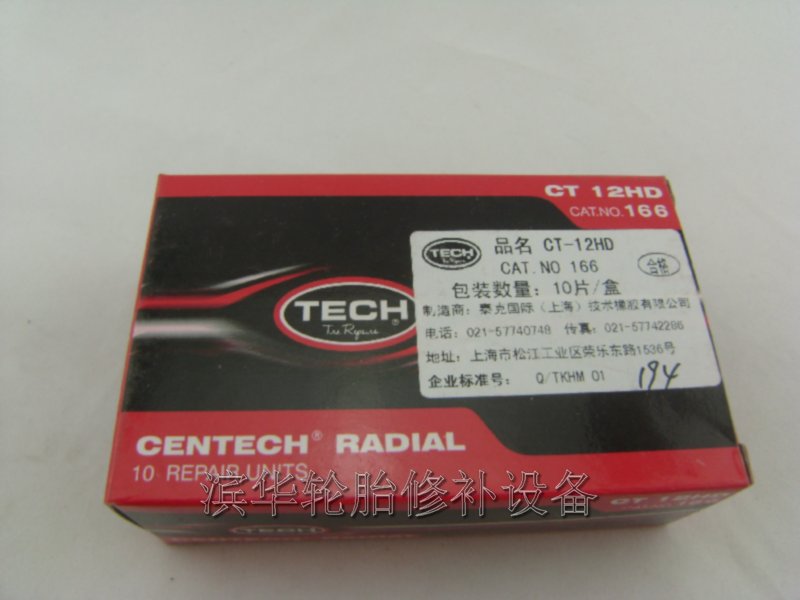 CT 12HD
CAT.NO.166
TECH
品名 CT-12HD
CAT. NO 166
合格
包装数量：10片/盒
制造商：泰克国际（上海）技术橡胶有限公司
电话：021-57740748 传真：021-57742286
地址：上海市松江工业区荣乐东路1536号
企业标准号： Q/TKHM 01
194
TECH
®
CENTECH® RADIAL
10 REPAIR UNITS
滨华轮胎修补设备
CT 12HD
TECH